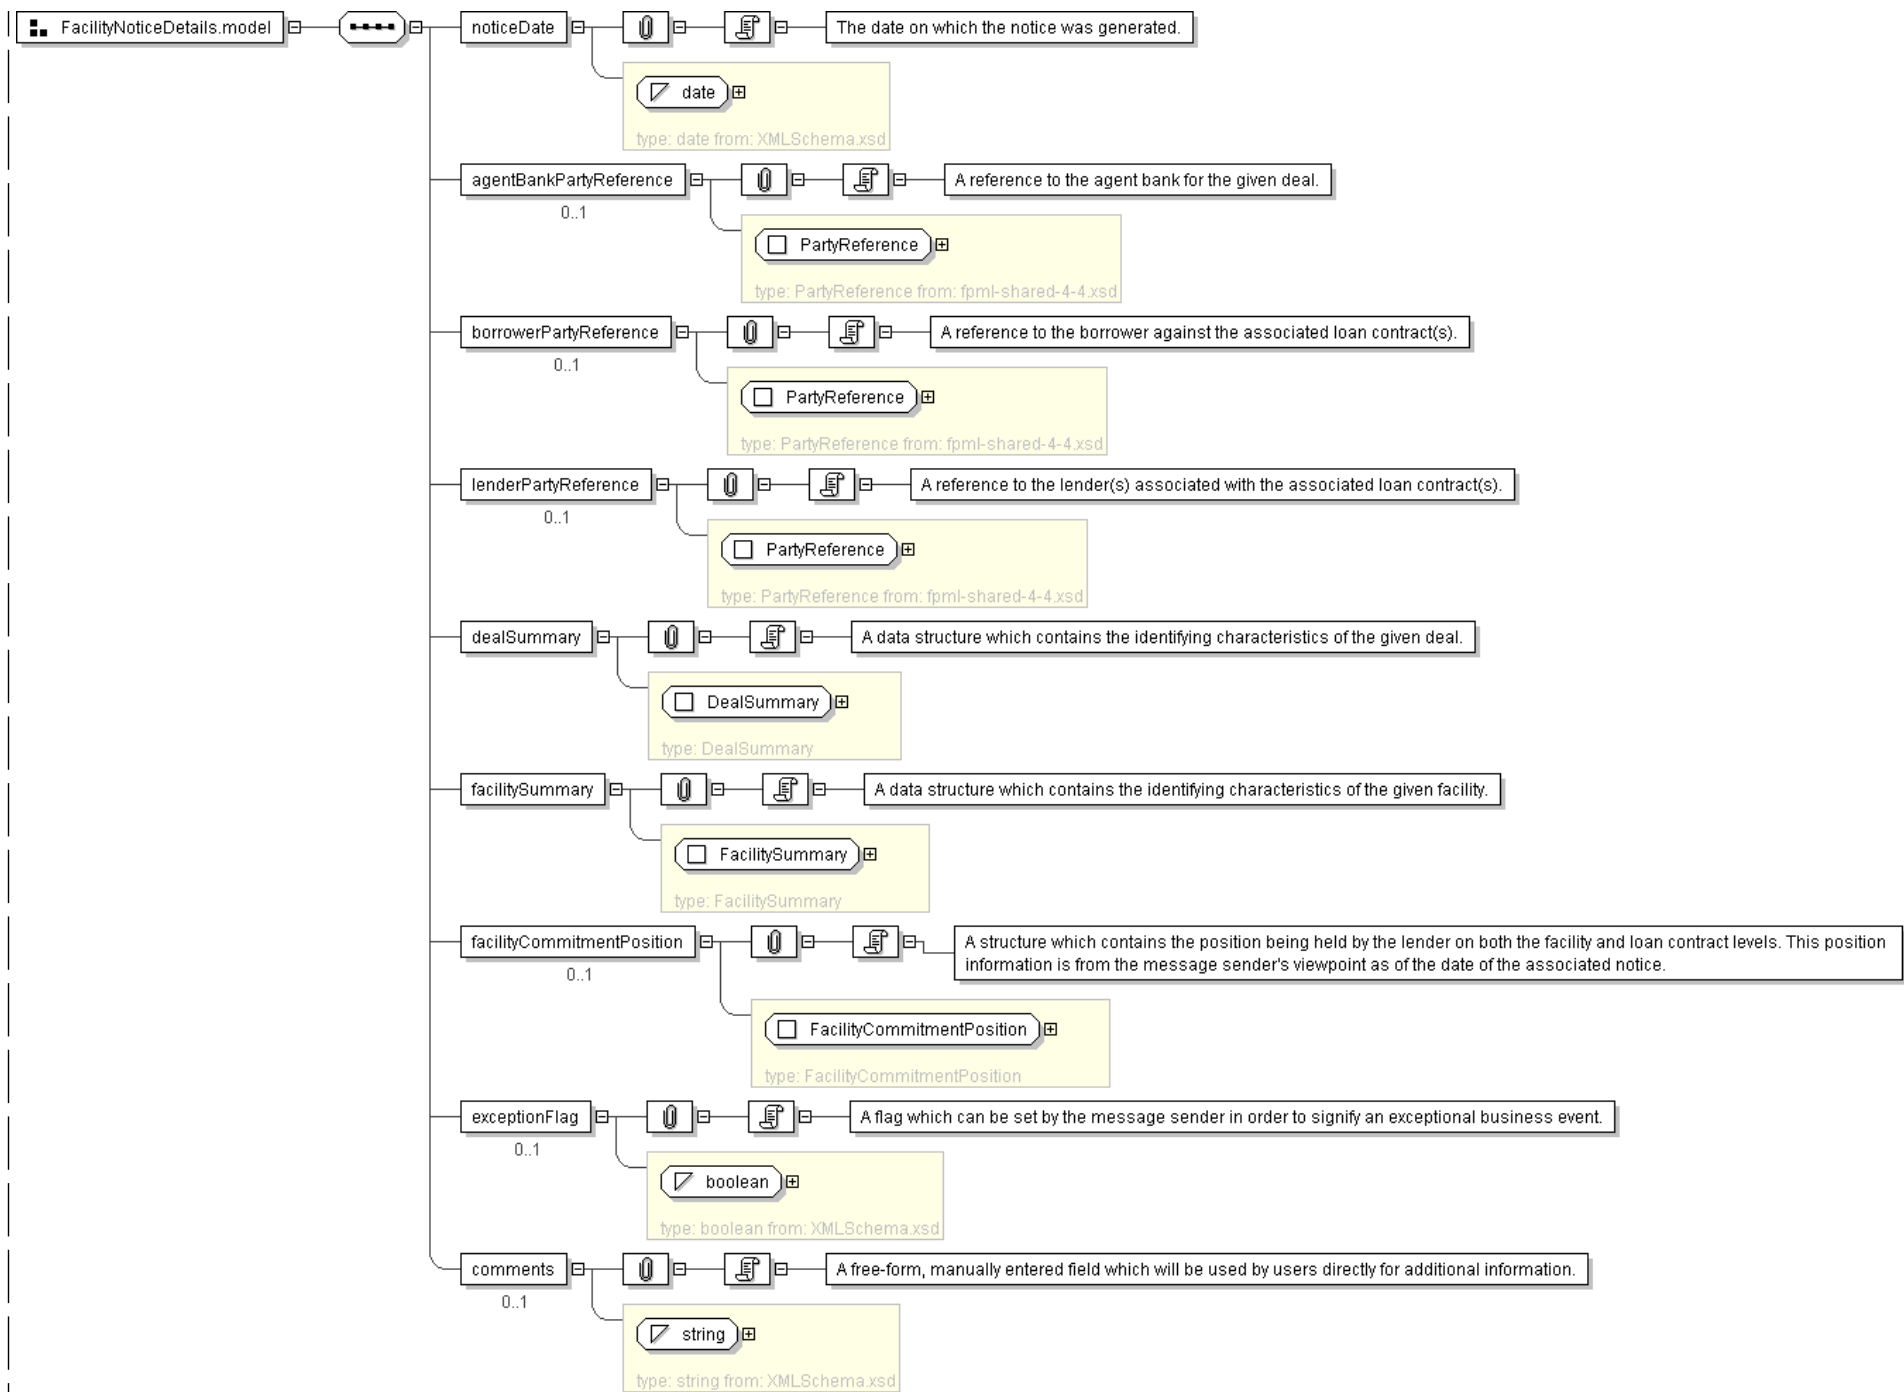 FacilityNoticeDetails.model
noticeDate
The date on which the notice was generated.
date
type: date from: XMLSchema.xsd
agentBankPartyReference
A reference to the agent bank for the given deal.
0..1
PartyReference
type: PartyReference from: fpml-shared-4-4.xsd
borrowerPartyReference
A reference to the borrower against the associated loan contract(s).
0..1
PartyReference
type: PartyReference from: fpml-shared-4-4.xsd
lenderPartyReference
A reference to the lender(s) associated with the associated loan contract(s).
0..1
PartyReference
type: PartyReference from: fpml-shared-4-4.xsd
dealSummary
A data structure which contains the identifying characteristics of the given deal.
DealSummary
type: DealSummary
facilitySummary
A data structure which contains the identifying characteristics of the given facility.
FacilitySummary
type: FacilitySummary
facilityCommitmentPosition
A structure which contains the position being held by the lender on both the facility and loan contract levels. This position
information is from the message sender's viewpoint as of the date of the associated notice.
0..1
FacilityCommitmentPosition
type: FacilityCommitmentPosition
exceptionFlag
A flag which can be set by the message sender in order to signify an exceptional business event.
0..1
boolean
type: boolean from: XMLSchema.xsd
comments
A free-form, manually entered field which will be used by users directly for additional information.
0..1
string
type: string from: XMLSchema.xsd